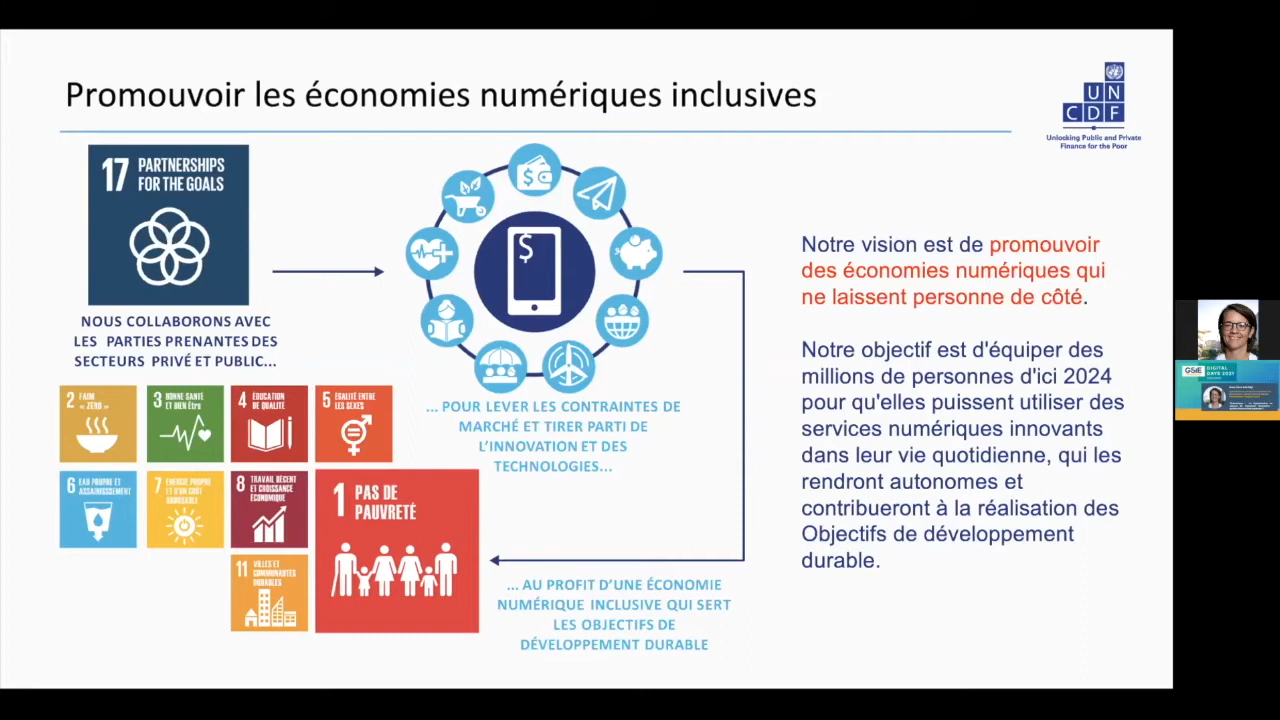 Promouvoir les économies numériques inclusives
UN
CDF
Unlocking Public and Private
Finance for the Poor
17 PARTNERSHIPS
FOR THE GOALS
NOUS COLLABORONS AVEC
LES PARTIES PRENANTES DES
SECTEURS PRIVÉ ET PUBLIC...
$
$
... POUR LEVER LES CONTRAINTES DE
MARCHÉ ET TIRER PARTI DE
L'INNOVATION ET DES
TECHNOLOGIES...
2 FAIM
«ZÉRO»
3 BONNE SANTÉ
ET BIEN ÊTRE
4 ÉDUCATION
DE QUALITÉ
5 ÉGALITÉ ENTRE
LES SEXES
6 EAU PROPRE ET
ASSAINISSEMENT
7 ÉNERGIE PROPRE
ET D'UN COÛT
ABORDABLE
8 TRAVAIL DÉCENT
ET CROISSANCE
ÉCONOMIQUE
11 VILLES ET
COMMUNAUTÉS
DURABLES
1 PAS DE
PAUVRETÉ
... AU PROFIT D'UNE ÉCONOMIE
NUMÉRIQUE INCLUSIVE QUI SERT
LES OBJECTIFS DE
DÉVELOPPEMENT DURABLE
Notre vision est de promouvoir
des économies numériques qui
ne laissent personne de côté.
Notre objectif est d'équiper des
millions de personnes d'ici 2024
pour qu'elles puissent utiliser des
services numériques innovants
dans leur vie quotidienne, qui les
rendront autonomes et
contribueront à la réalisation des
Objectifs de développement
durable.
DIGITAL
DAYS 2021